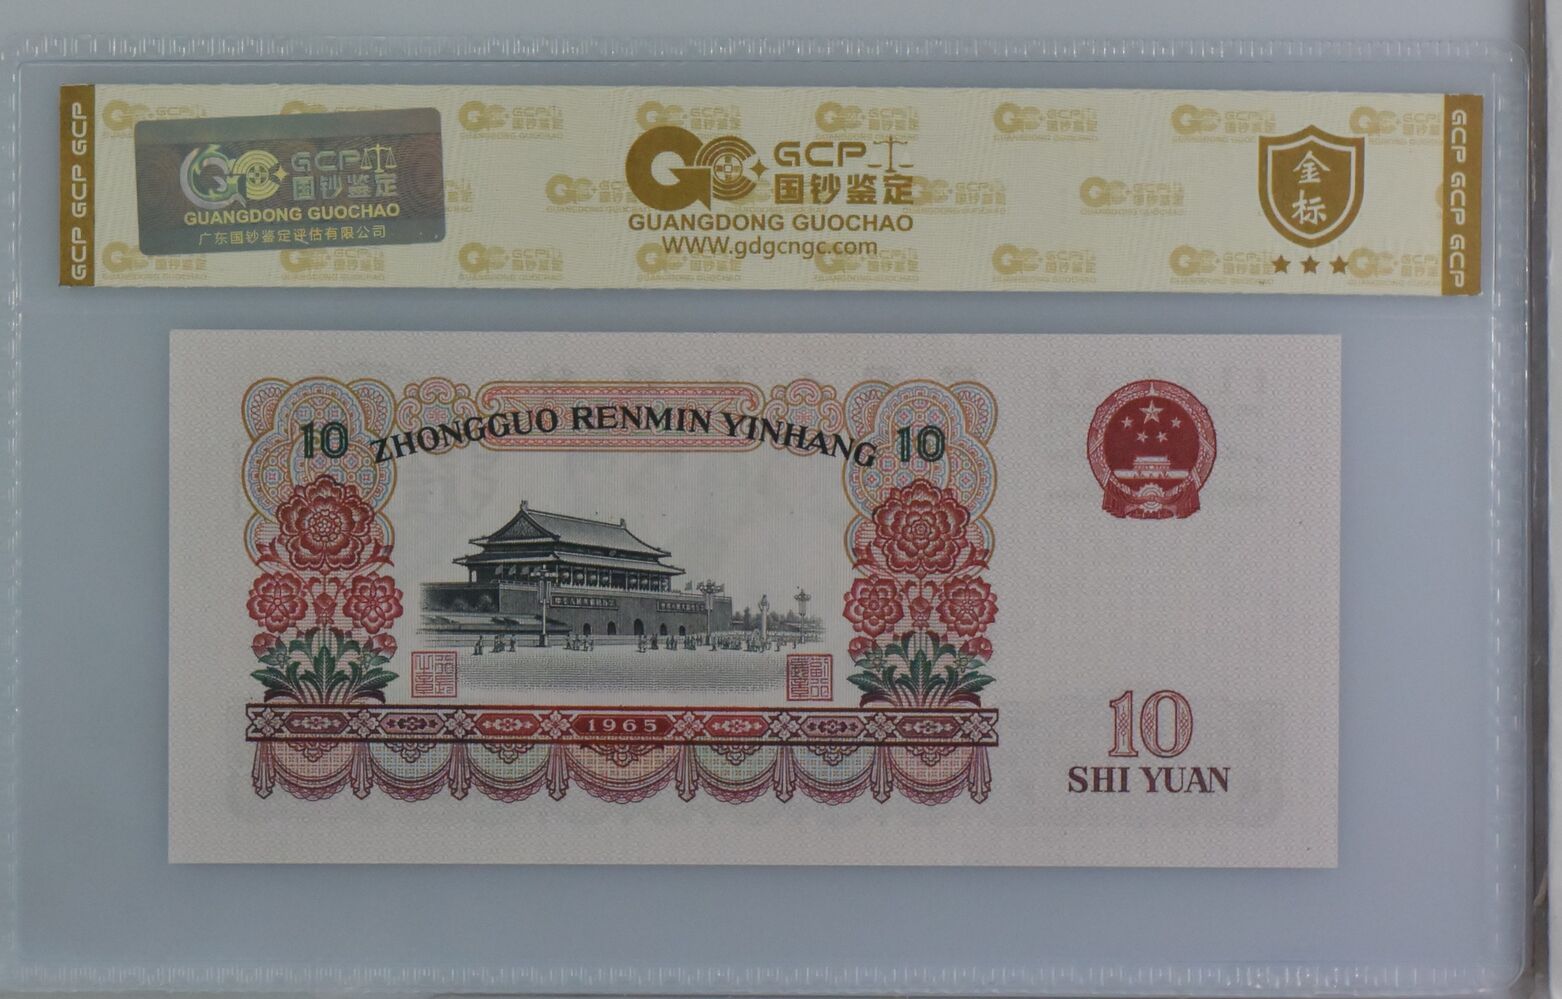 GCP GCP GCP
GCP
国钞鉴定
GUANGDONG GUOCHAO
广东国钞鉴定评估有限公司
GCP
国钞鉴定
GUANGDONG GUOCHAO
WWW.gdgcngc.com
金标
GCP GCP GCP
ZHONGGUO RENMIN YINHANG
10
10
1965
10
SHI YUAN